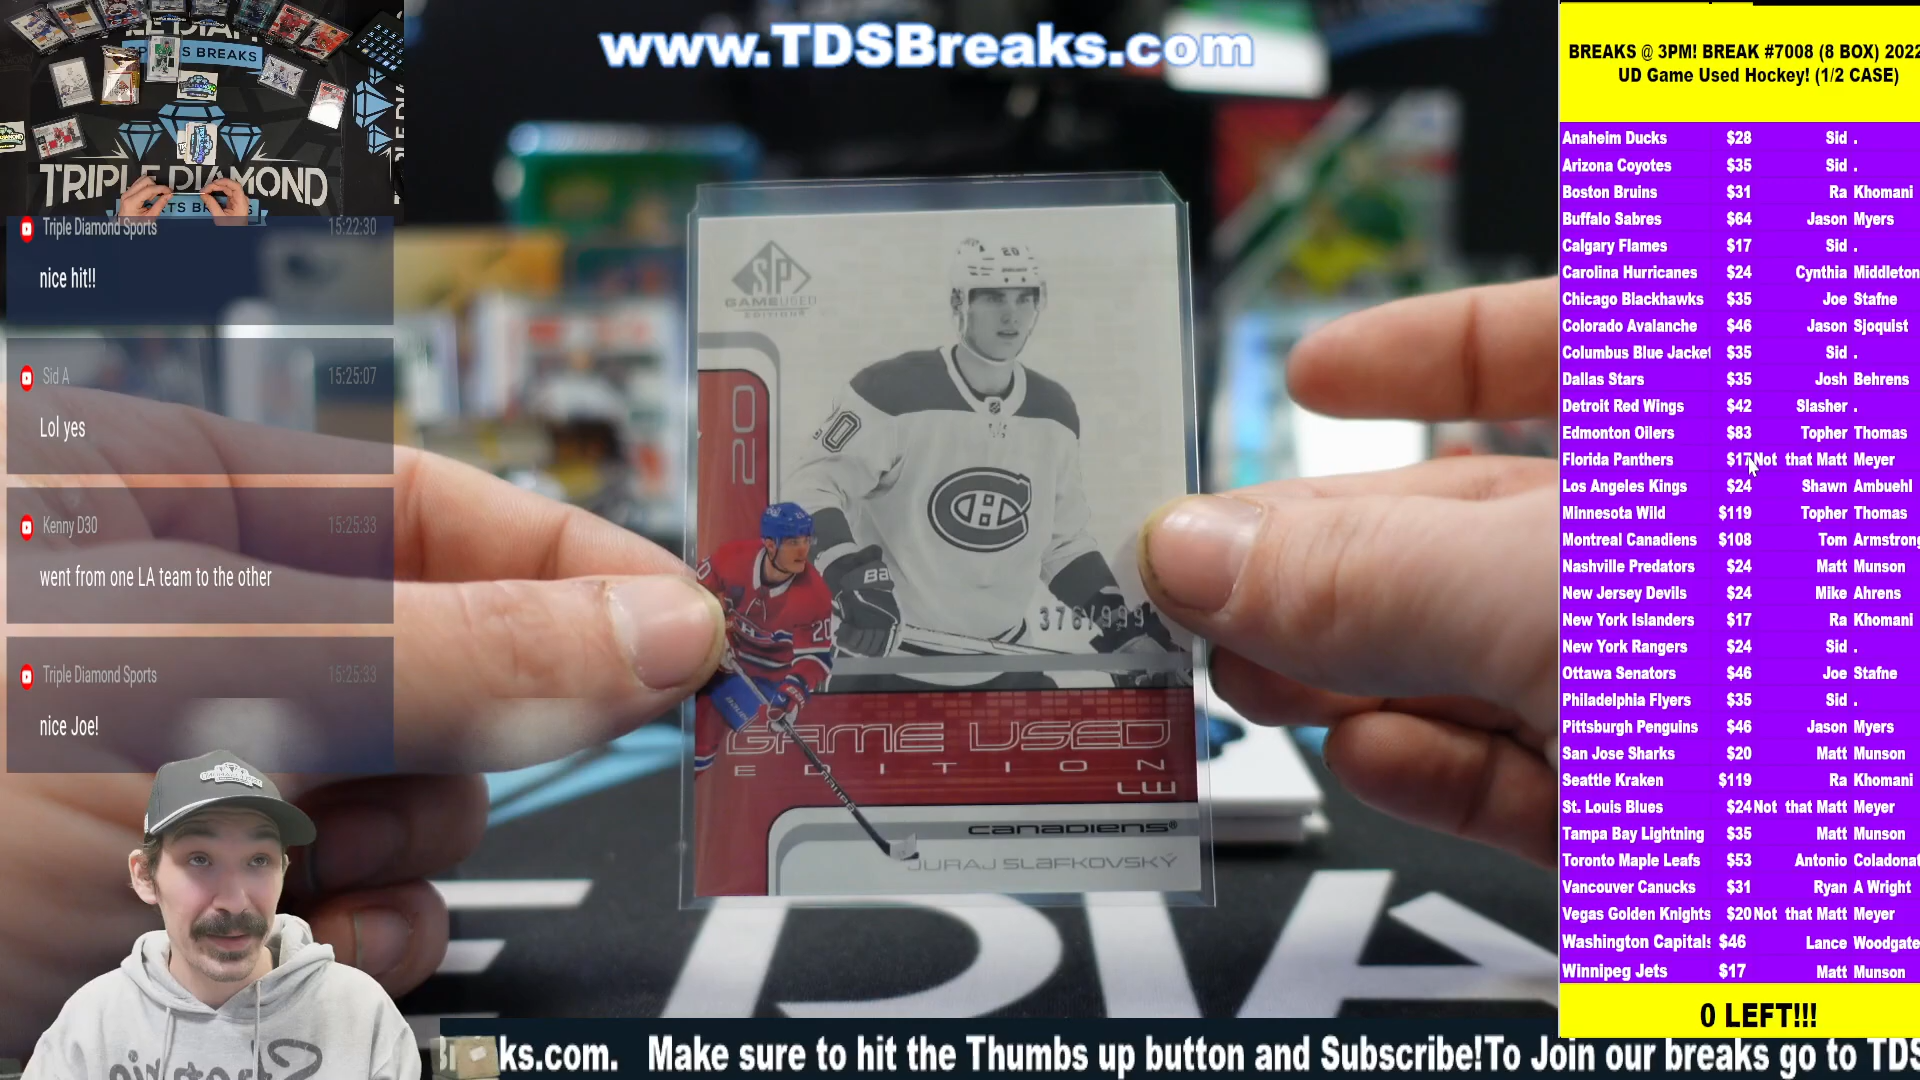 www.TDSBreaks.com
S BREAKS
TRIPLE DIAMOND
Triple Diamond Sports 15:22:30
nice hit!!
Sid A 15:25:07
Lol yes
Kenny D30 15:25:33
went from one LA team to the other
Triple Diamond Sports 15:25:33
nice Joe!
SP
GAME USED
EDITION
20
20
20
376/999
GAME USED
EDITION
LW
CANADIENS
JURAJ SLAFKOVSKÝ
BREAKS @ 3PM! BREAK #7008 (8 BOX) 2022
UD Game Used Hockey! (1/2 CASE)
Anaheim Ducks $28 Sid .
Arizona Coyotes $35 Sid .
Boston Bruins $31 Ra Khomani
Buffalo Sabres $64 Jason Myers
Calgary Flames $17 Sid .
Carolina Hurricanes $24 Cynthia Middleton
Chicago Blackhawks $35 Joe Stafne
Colorado Avalanche $46 Jason Sjoquist
Columbus Blue Jacket $35 Sid .
Dallas Stars $35 Josh Behrens
Detroit Red Wings $42 Slasher .
Edmonton Oilers $83 Topher Thomas
Florida Panthers $17 Not that Matt Meyer
Los Angeles Kings $24 Shawn Ambuehl
Minnesota Wild $119 Topher Thomas
Montreal Canadiens $108 Tom Armstrong
Nashville Predators $24 Matt Munson
New Jersey Devils $24 Mike Ahrens
New York Islanders $17 Ra Khomani
New York Rangers $24 Sid .
Ottawa Senators $46 Joe Stafne
Philadelphia Flyers $35 Sid .
Pittsburgh Penguins $46 Jason Myers
San Jose Sharks $20 Matt Munson
Seattle Kraken $119 Ra Khomani
St. Louis Blues $24 Not that Matt Meyer
Tampa Bay Lightning $35 Matt Munson
Toronto Maple Leafs $53 Antonio Coladonat
Vancouver Canucks $31 Ryan A Wright
Vegas Golden Knights $20 Not that Matt Meyer
Washington Capitals $46 Lance Woodgate
Winnipeg Jets $17 Matt Munson
0 LEFT!!!
ks.com. Make sure to hit the Thumbs up button and Subscribe!To Join our breaks go to TDS